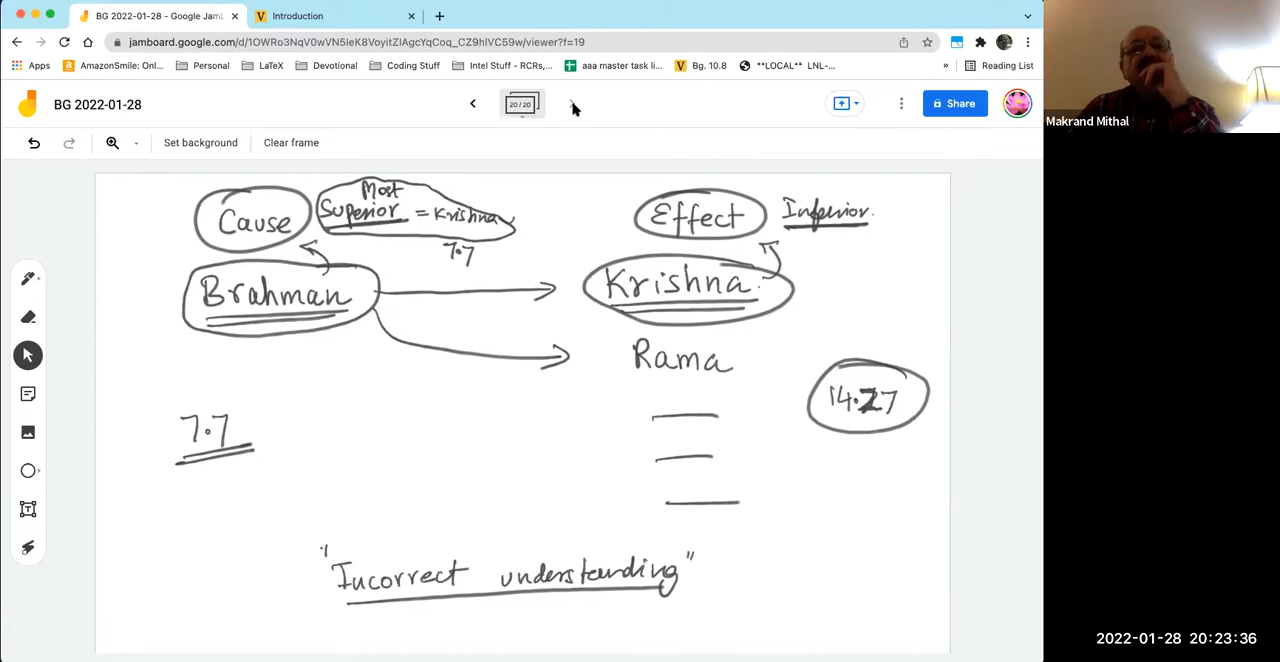 BG 2022-01-28 - Google Jam
Introduction
jamboard.google.com/d/1OWRo3NqV0wVN5leK8VoyitZlAgcYqCoq_CZ9hlVC59w/viewer?f=19
Apps
AmazonSmile: Onl...
Personal
LaTeX
Devotional
Coding Stuff
Intel Stuff - RCRs,...
aaa master task li...
Bg. 10.8
**LOCAL** LNL-...
»
Reading List
BG 2022-01-28
20 / 20
Share
Set background
Clear frame
Makrand Mithal
Cause
Most
Superior = Krishna
7.7
Effect
Inferior.
Brahman
Krishna
Rama
14.27
7.7
"Incorrect understanding"
2022-01-28 20:23:36